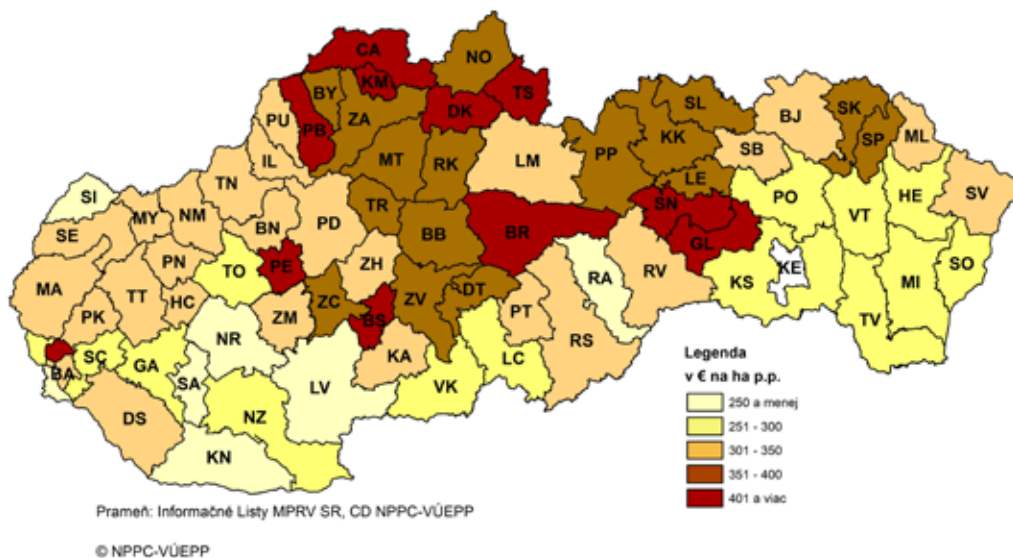 CA
NO
KM
TS
BY
SL
SK
PU
PB
ZA
DK
BJ
KK
SP
ML
IL
MT
RK
LM
PP
SB
TN
LE
HE
SI
TR
SN
PO
SV
MY
NM
BN
PD
BB
BR
VT
SE
GL
PE
ZH
RA
RV
KE
SO
PN
TO
KS
MI
MA
TT
HC
ZC
ZV
DT
PK
ZM
BS
PT
NR
RS
TV
SC
GA
KA
LC
BA
SA
LV
VK
DS
NZ
KN
Legenda
v € na ha p.p.
250 a menej
251 - 300
301 - 350
351 - 400
401 a viac
Prameň: Informačné Listy MPRV SR, CD NPPC-VÚEPP
© NPPC-VÚEPP